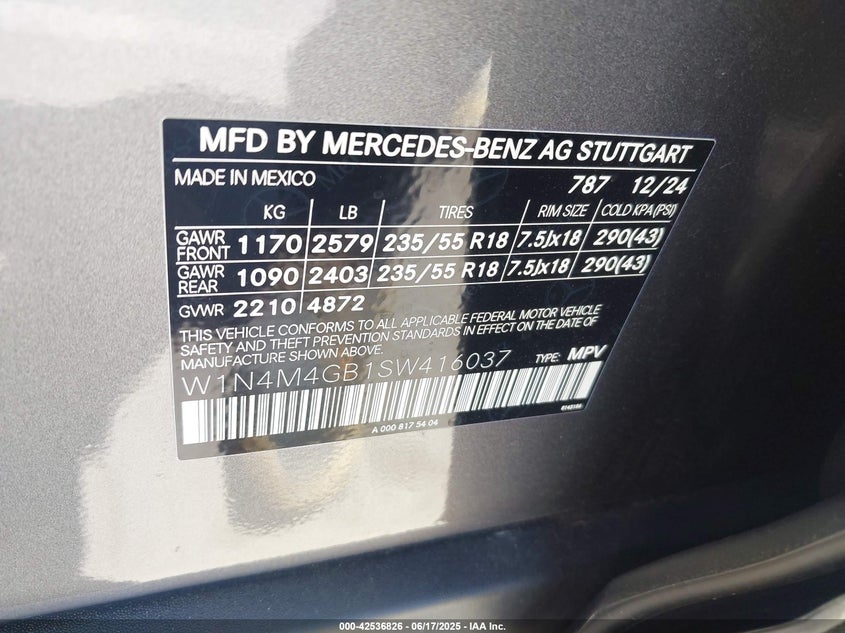 MFD BY MERCEDES-BENZ AG STUTTGART
MADE IN MEXICO 787 12/24
KG LB TIRES RIM SIZE COLD KPA(PSI)
GAWR FRONT 1170 2579 235/55 R18 7.5Jx18 290(43)
GAWR REAR 1090 2403 235/55 R18 7.5Jx18 290(43)
GVWR 2210 4872
THIS VEHICLE CONFORMS TO ALL APPLICABLE FEDERAL MOTOR VEHICLE
SAFETY AND THEFT PREVENTION STANDARDS IN EFFECT ON THE DATE OF
MANUFACTURE SHOWN ABOVE.
W1N4M4GB1SW416037 TYPE: MPV
A 000 817 54 04
000-42536826 - 06/17/2025 - IAA Inc.